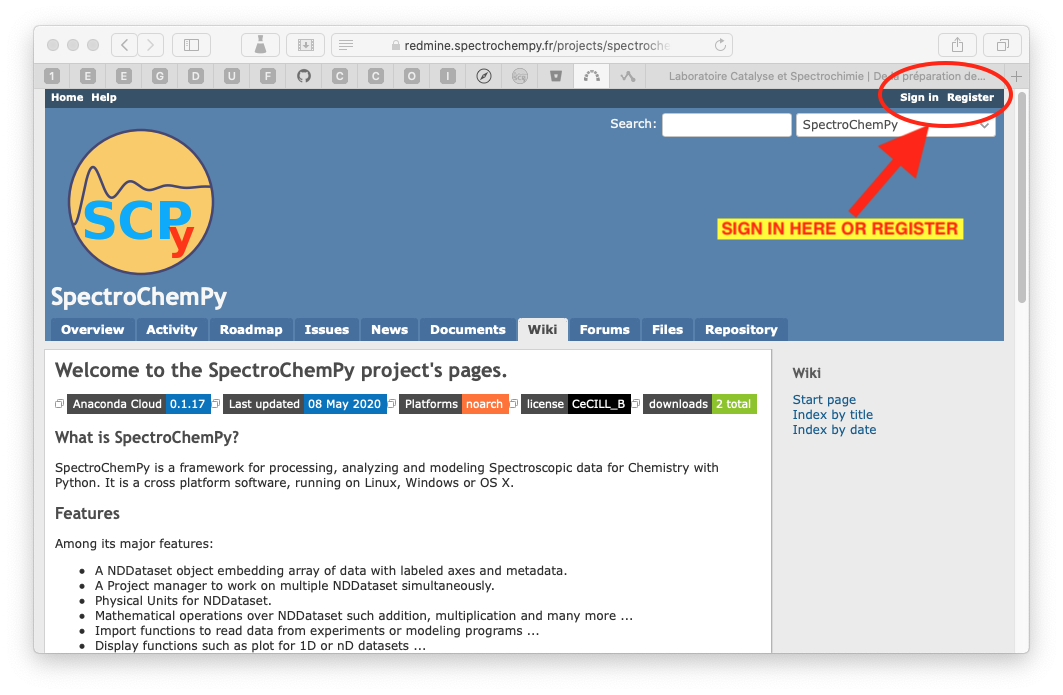 redmine.spectrochempy.fr/projects/spectroche
1 E E G D U F C C O I Laboratoire Catalyse et Spectrochimie | De la préparation de...
Home Help Sign in Register
Search: SpectroChemPy
SCPy
SIGN IN HERE OR REGISTER
SpectroChemPy
Overview Activity Roadmap Issues News Documents Wiki Forums Files Repository
Welcome to the SpectroChemPy project's pages.
Anaconda Cloud 0.1.17 Last updated 08 May 2020 Platforms noarch license CeCILL_B downloads 2 total
What is SpectroChemPy?
SpectroChemPy is a framework for processing, analyzing and modeling Spectroscopic data for Chemistry with
Python. It is a cross platform software, running on Linux, Windows or OS X.
Features
Among its major features:
• A NDDataset object embedding array of data with labeled axes and metadata.
• A Project manager to work on multiple NDDataset simultaneously.
• Physical Units for NDDataset.
• Mathematical operations over NDDataset such addition, multiplication and many more ...
• Import functions to read data from experiments or modeling programs ...
• Display functions such as plot for 1D or nD datasets ...
Wiki
Start page
Index by title
Index by date